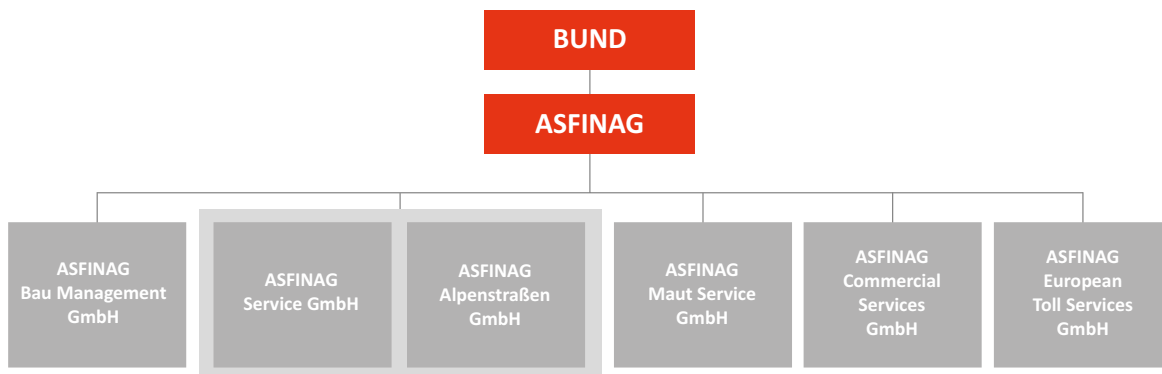 BUND
ASFINAG
ASFINAG
Bau Management
GmbH
ASFINAG
Service GmbH
ASFINAG
Alpenstraßen
GmbH
ASFINAG
Maut Service
GmbH
ASFINAG
Commercial
Services
GmbH
ASFINAG
European
Toll Services
GmbH